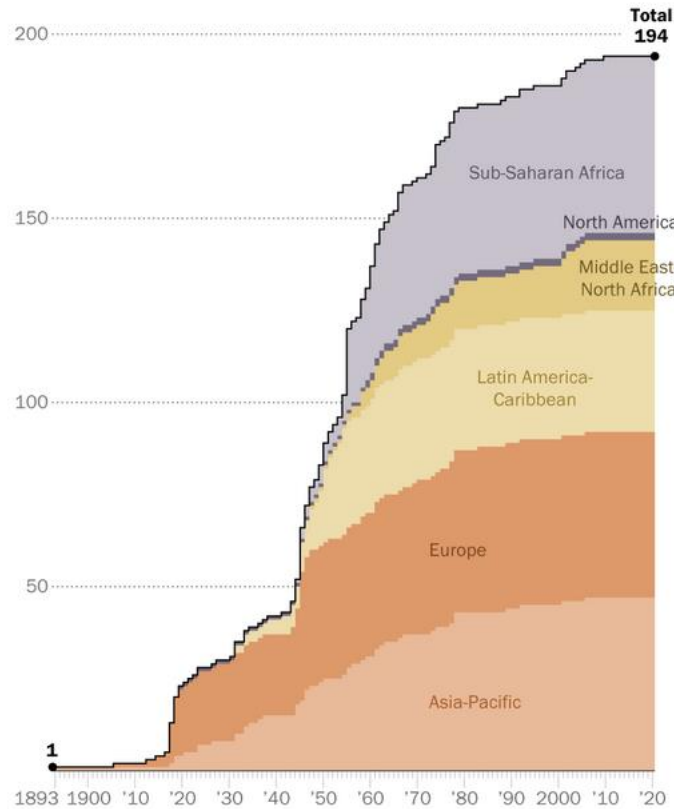 Total
194
200
Sub-Saharan Africa
150
North America
Middle East
North Africa
Latin America-
Caribbean
100
Europe
50
Asia-Pacific
1
1893 1900 10 20 30 40 50 60 70 80 90 2000 10 20